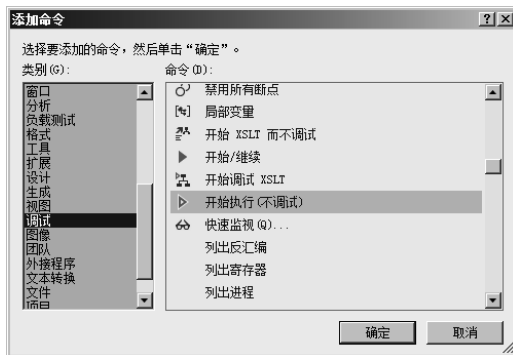 添加命令
选择要添加的命令，然后单击“确定”。
类别(G):
命令(D):
窗口
分析
负载测试
格式
工具
扩展
设计
生成
视图
调试
图像
团队
外接程序
文本转换
文件
项目
禁用所有断点
局部变量
开始 XSLT 而不调试
开始/继续
开始调试 XSLT
开始执行(不调试)
快速监视(Q)...
列出反汇编
列出寄存器
列出进程
确定
取消